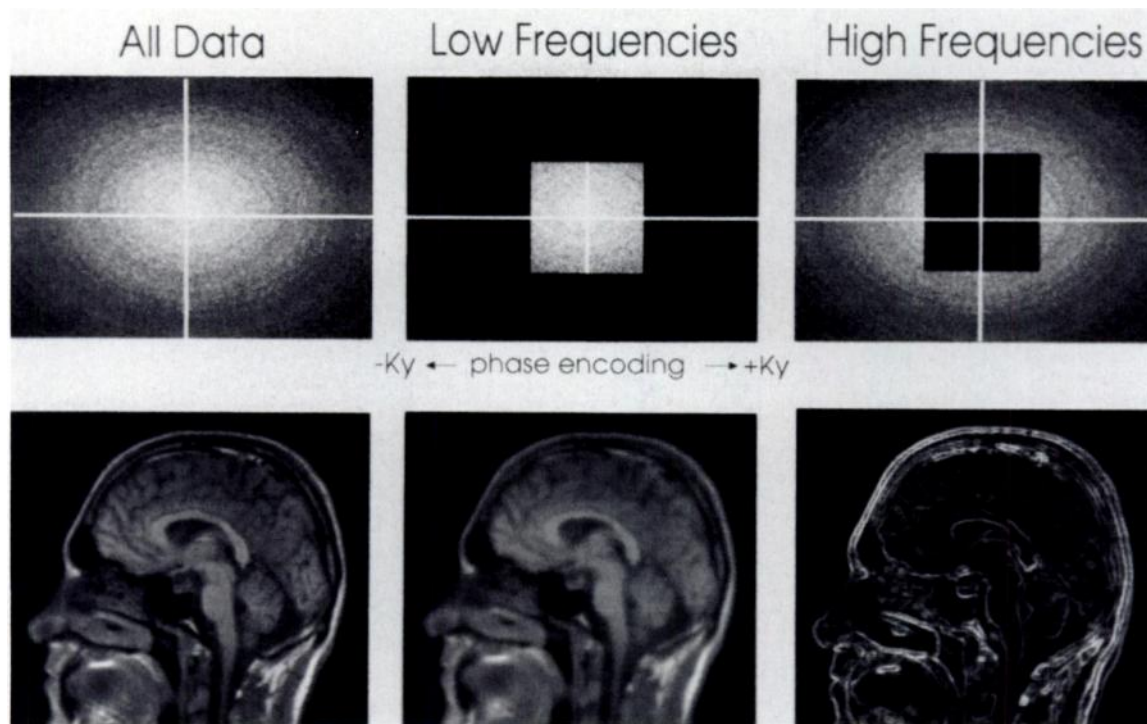 All Data
Low Frequencies
High Frequencies
-Ky ← phase encoding → +Ky